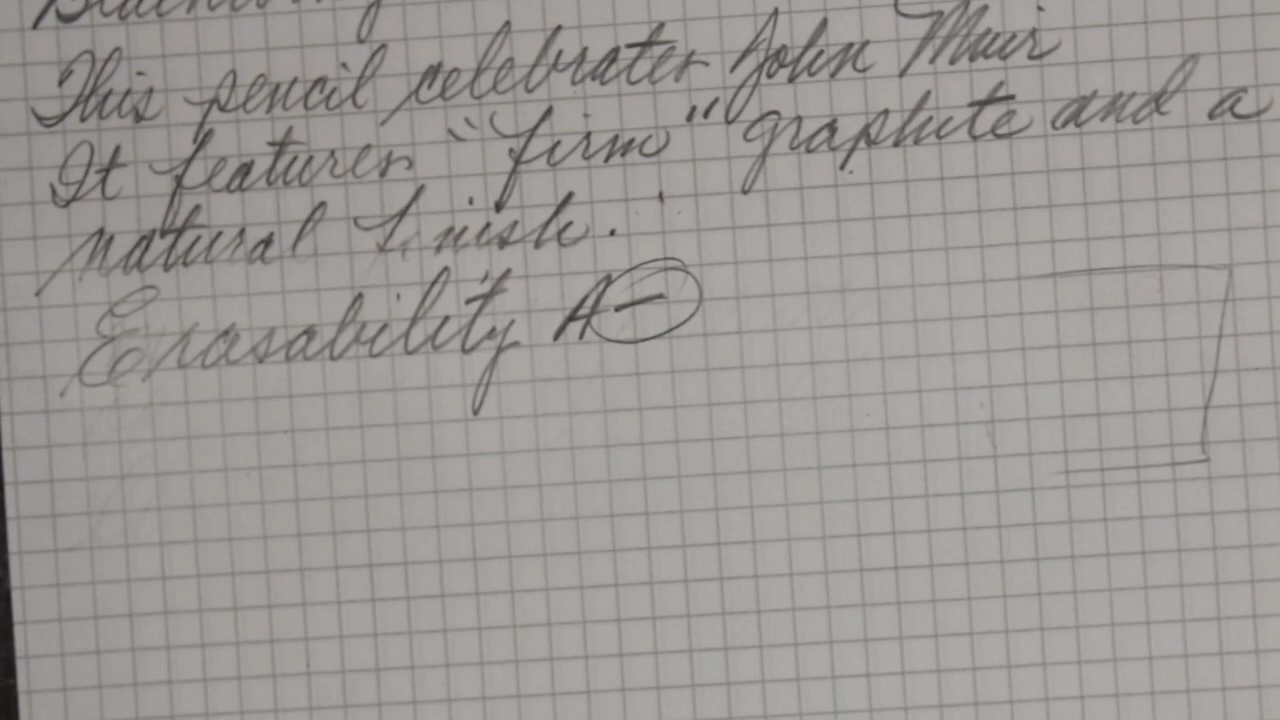 This pencil celebrates John Muir
It features "firm" graphite and a
natural finish.
Erasability A-